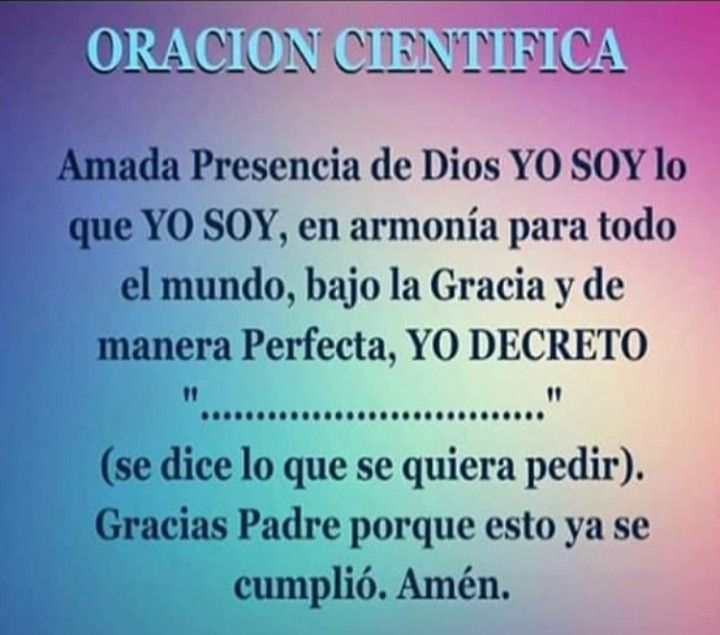 ORACION CIENTIFICA
Amada Presencia de Dios YO SOY lo
que YO SOY, en armonía para todo
el mundo, bajo la Gracia y de
manera Perfecta, YO DECRETO
"................................"
(se dice lo que se quiera pedir).
Gracias Padre porque esto ya se
cumplió. Amén.